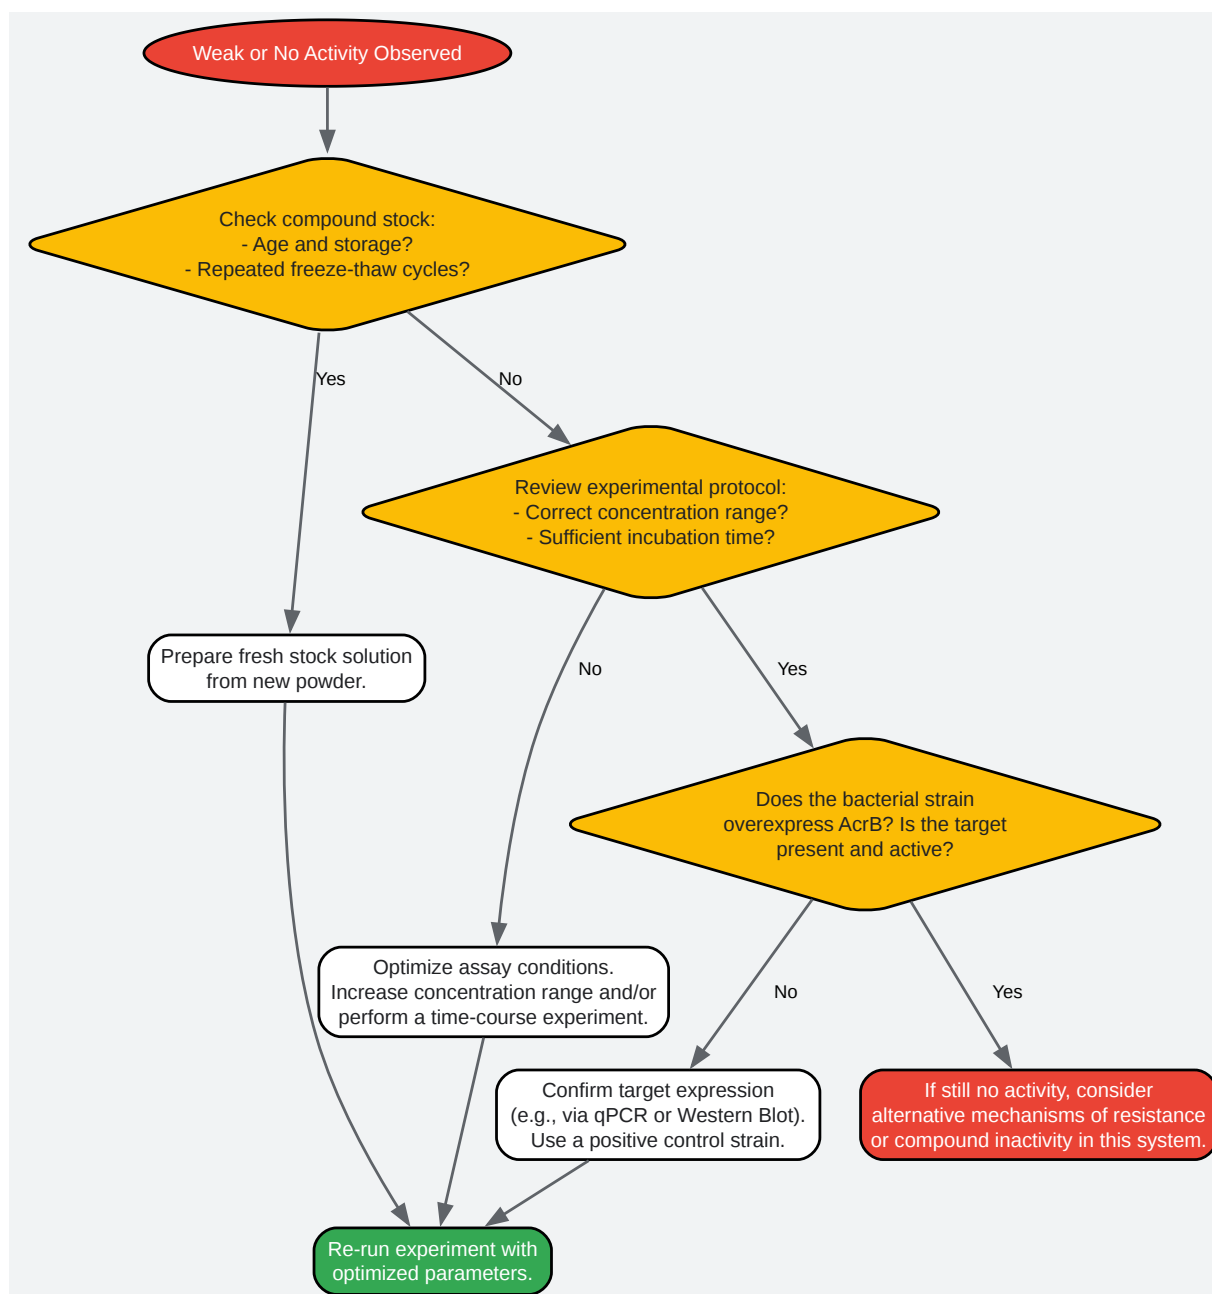 Weak or No Activity Observed
Check compound stock:
- Age and storage?
- Repeated freeze-thaw cycles?
Yes
No
Review experimental protocol:
- Correct concentration range?
- Sufficient incubation time?
Prepare fresh stock solution
from new powder.
No
Yes
Does the bacterial strain
overexpress AcrB? Is the target
present and active?
Optimize assay conditions.
Increase concentration range and/or
perform a time-course experiment.
No
Yes
Confirm target expression
(e.g., via qPCR or Western Blot).
Use a positive control strain.
If still no activity, consider
alternative mechanisms of resistance
or compound inactivity in this system.
Re-run experiment with
optimized parameters.